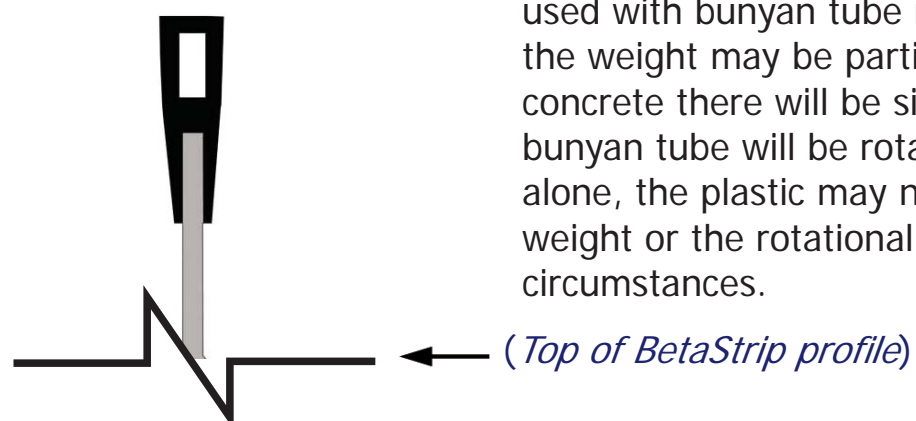 used with bunyan tube
the weight may be parti
concrete there will be si
bunyan tube will be rota
alone, the plastic may n
weight or the rotational
circumstances.
(Top of BetaStrip profile)